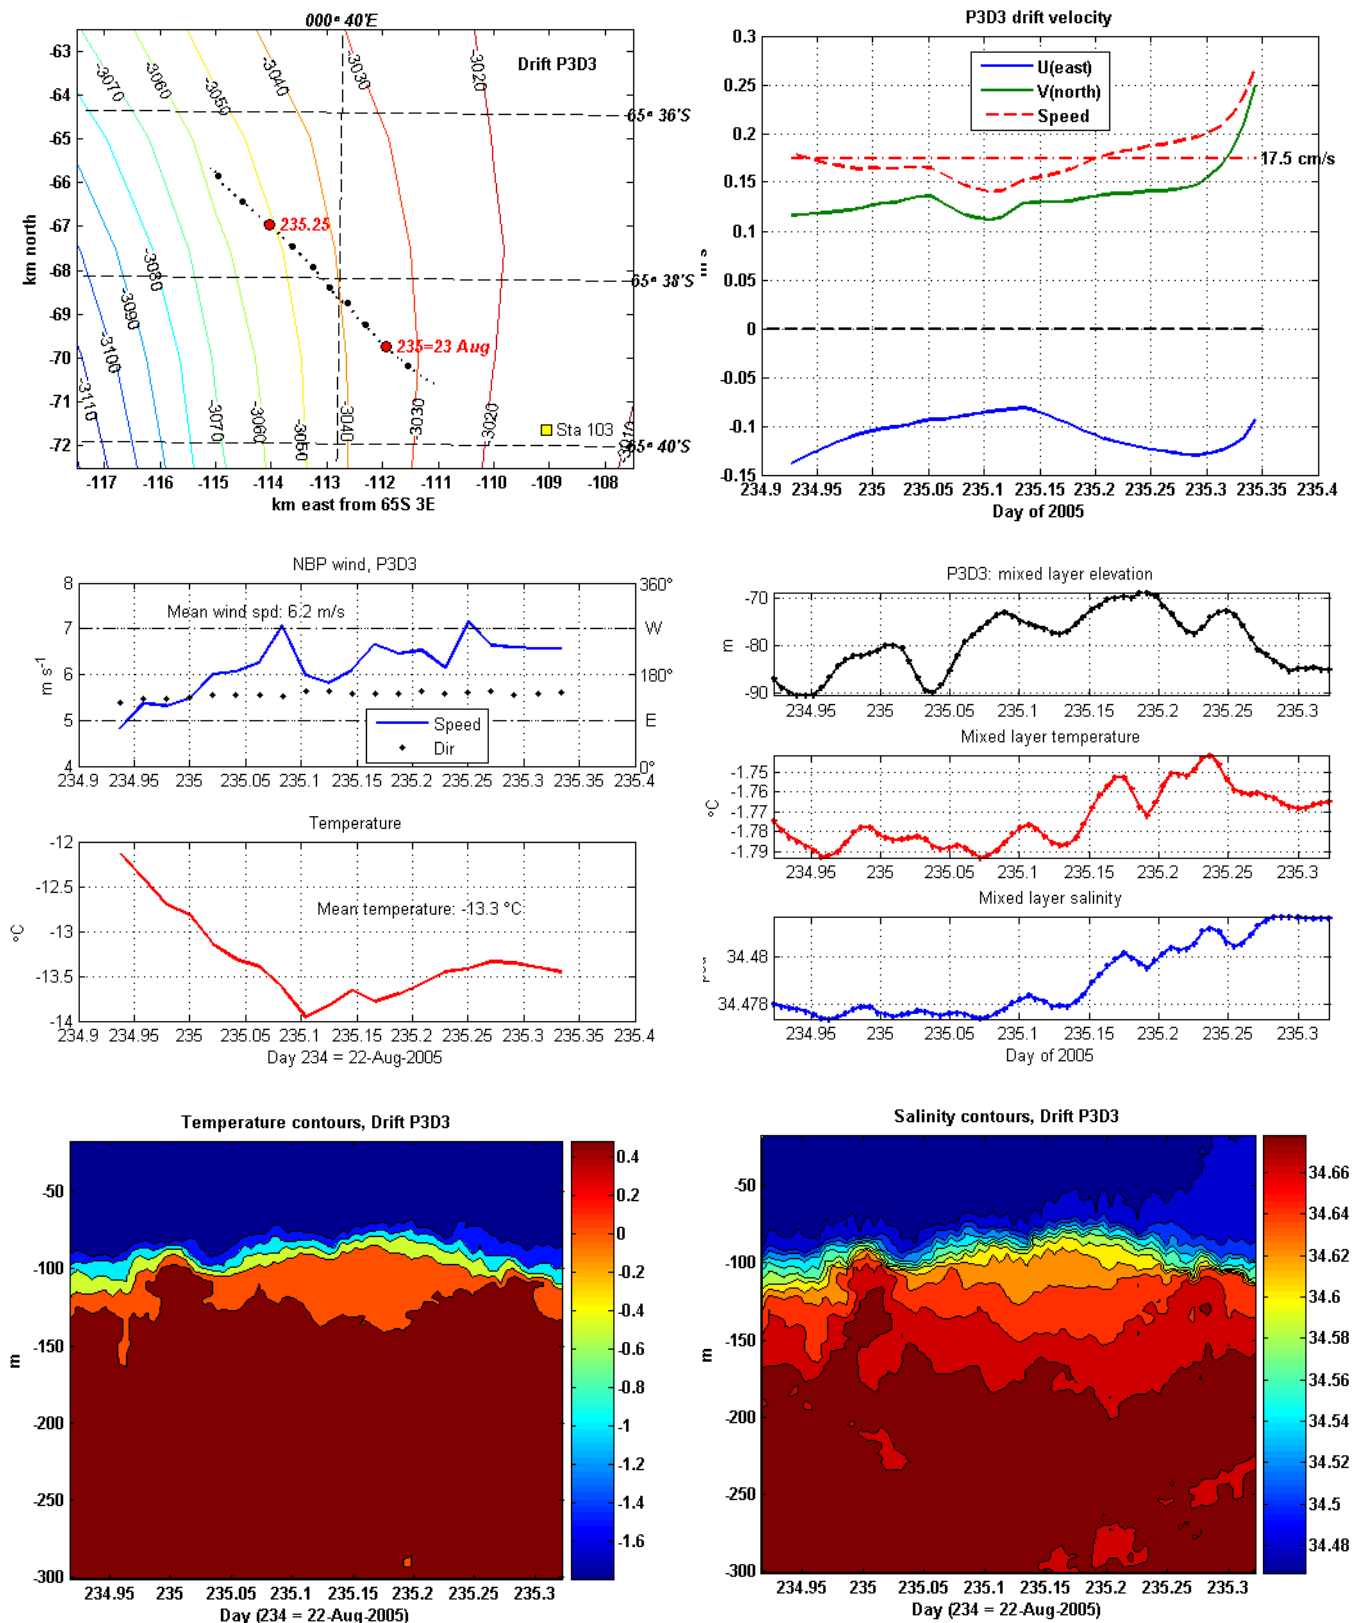 000° 40'E
Drift P3D3
-63
-64
-65
-66
-67
-68
-69
-70
-71
-72
km north
-3070
-3060
-3050
-3040
-3030
-3020
65° 36'S
235.25
-3080
-3090
-3100
-3110
65° 38'S
235=23 Aug
-3070
-3060
-3050
-3040
-3030
-3020
-3010
Sta 103
65° 40'S
-117 -116 -115 -114 -113 -112 -111 -110 -109 -108
km east from 65S 3E
P3D3 drift velocity
0.3
0.25
0.2
0.15
0.1
0.05
0
-0.05
-0.1
-0.15
U(east)
V(north)
Speed
17.5 cm/s
234.9 234.95 235 235.05 235.1 235.15 235.2 235.25 235.3 235.35 235.4
Day of 2005
NBP wind, P3D3
8
7
6
5
4
m s-1
Mean wind spd: 6.2 m/s
360°
W
180°
E
0°
Speed
Dir
234.9 234.95 235 235.05 235.1 235.15 235.2 235.25 235.3 235.35 235.4
Temperature
-12
-12.5
-13
-13.5
-14
°C
Mean temperature: -13.3 °C
234.9 234.95 235 235.05 235.1 235.15 235.2 235.25 235.3 235.35 235.4
Day 234 = 22-Aug-2005
P3D3: mixed layer elevation
-70
-80
-90
m
234.95 235 235.05 235.1 235.15 235.2 235.25 235.3
Mixed layer temperature
-1.75
-1.76
-1.77
-1.78
-1.79
°C
234.95 235 235.05 235.1 235.15 235.2 235.25 235.3
Mixed layer salinity
34.48
34.478
234.95 235 235.05 235.1 235.15 235.2 235.25 235.3
Day of 2005
Temperature contours, Drift P3D3
-50
-100
-150
-200
-250
-300
m
234.95 235 235.05 235.1 235.15 235.2 235.25 235.3
Day (234 = 22-Aug-2005)
0.4
0.2
0
-0.2
-0.4
-0.6
-0.8
-1
-1.2
-1.4
-1.6
Salinity contours, Drift P3D3
-50
-100
-150
-200
-250
-300
m
234.95 235 235.05 235.1 235.15 235.2 235.25 235.3
Day (234 = 22-Aug-2005)
34.66
34.64
34.62
34.6
34.58
34.56
34.54
34.52
34.5
34.48